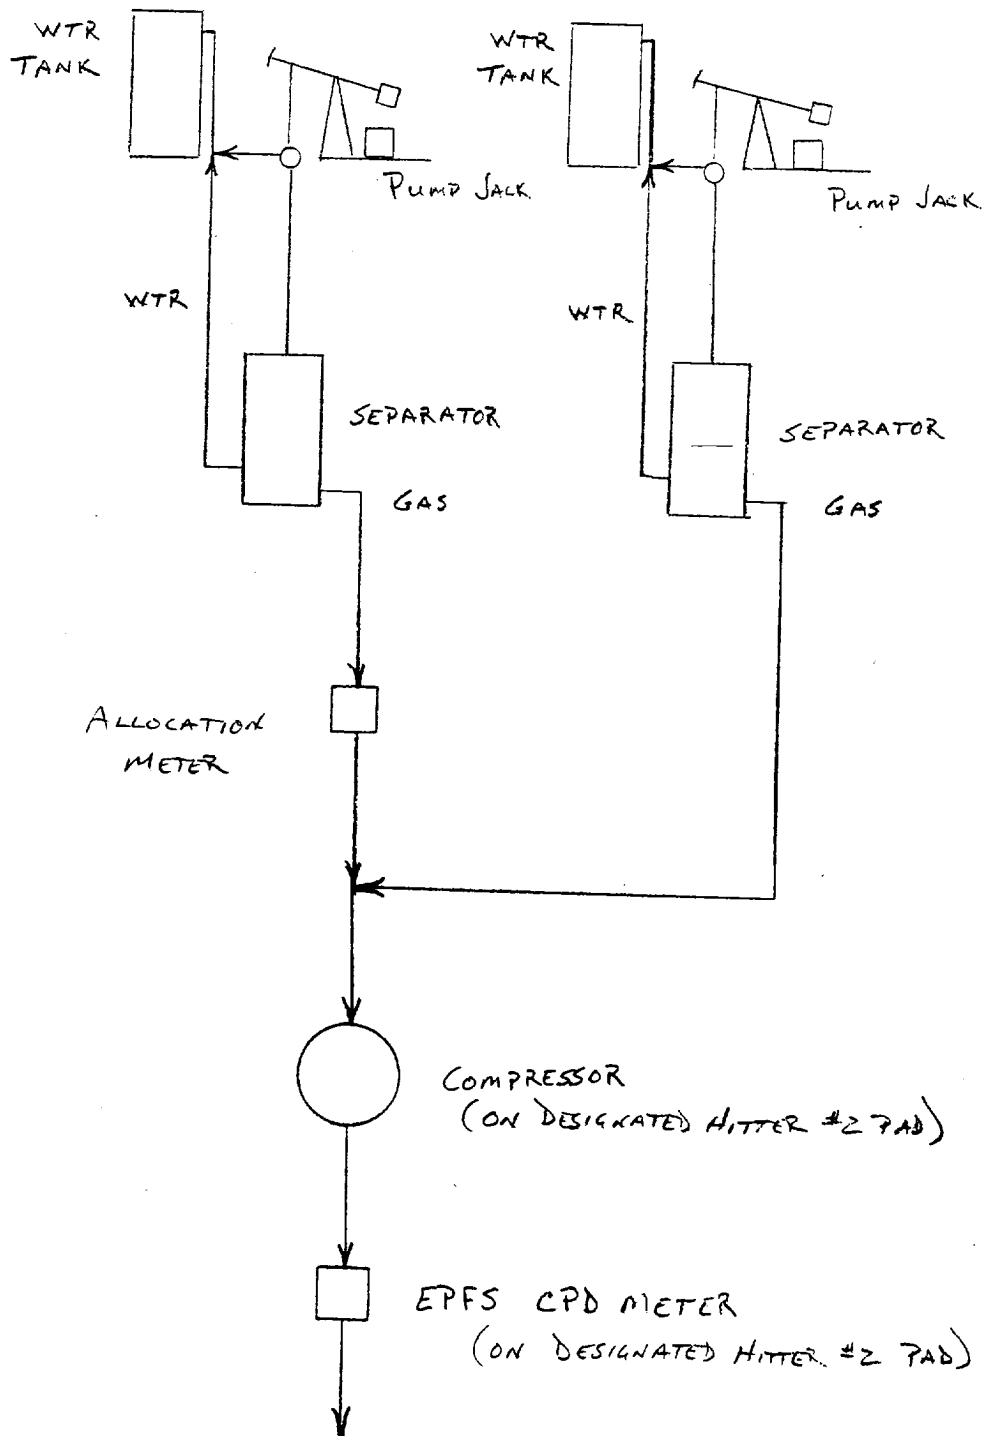 WTR
TANK
WTR
TANK
PUMP JACK
PUMP JACK
WTR
WTR
SEPARATOR
SEPARATOR
GAS
GAS
ALLOCATION
METER
COMPRESSOR
(ON DESIGNATED HITTER #2 PAD)
EPFS CPD METER
(ON DESIGNATED HITTER #2 PAD)